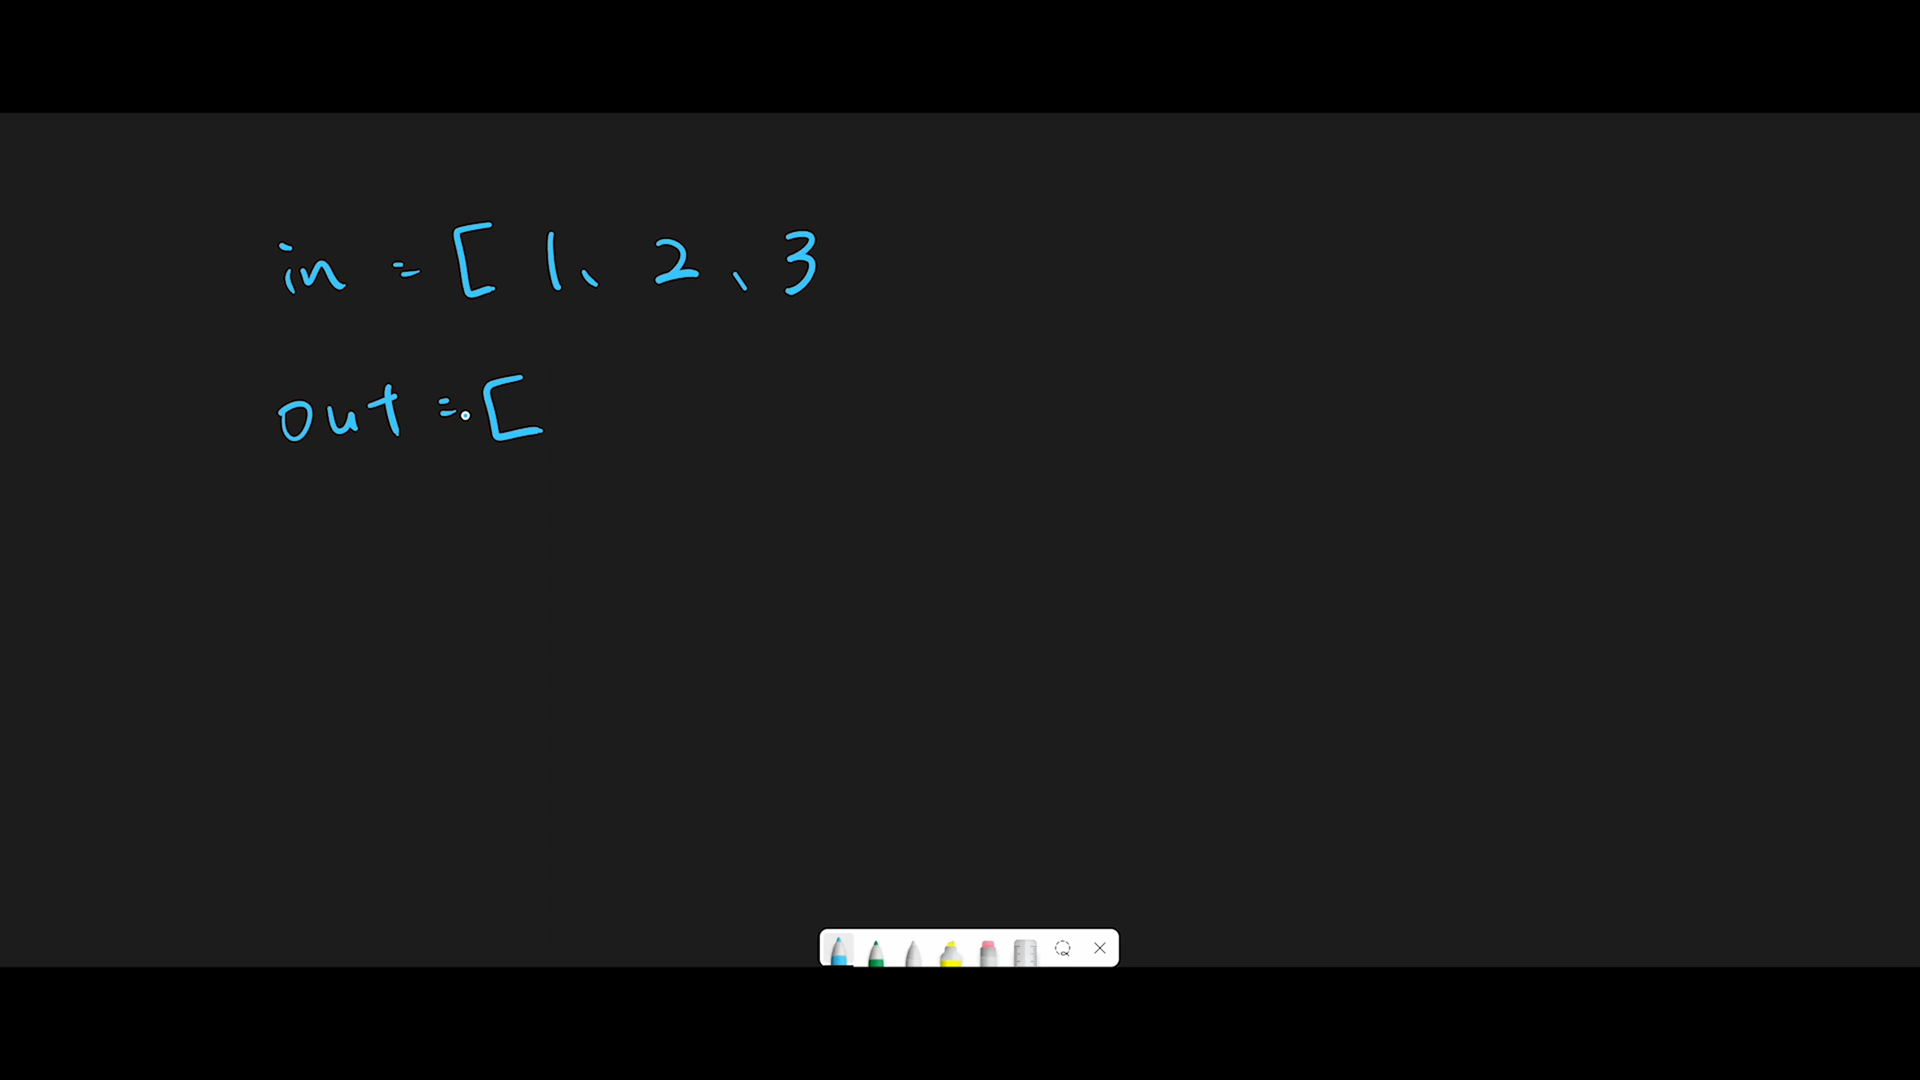 in = [ 1、 2 、 3
out = [